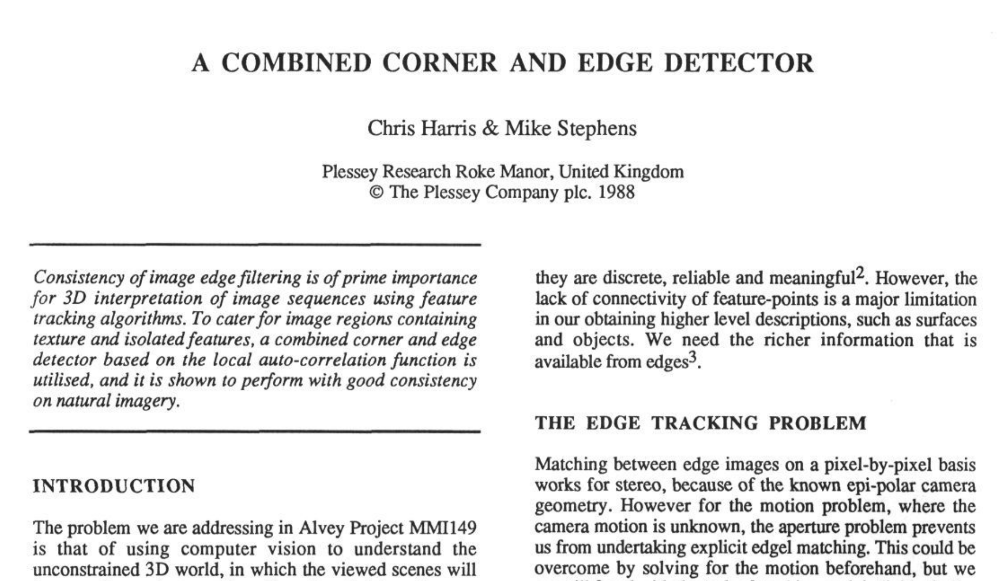 A COMBINED CORNER AND EDGE DETECTOR
Chris Harris & Mike Stephens
Plessey Research Roke Manor, United Kingdom
© The Plessey Company plc. 1988
Consistency of image edge filtering is of prime importance
for 3D interpretation of image sequences using feature
tracking algorithms. To cater for image regions containing
texture and isolated features, a combined corner and edge
detector based on the local auto-correlation function is
utilised, and it is shown to perform with good consistency
on natural imagery.
INTRODUCTION
The problem we are addressing in Alvey Project MMI149
is that of using computer vision to understand the
unconstrained 3D world, in which the viewed scenes will
they are discrete, reliable and meaningful2. However, the
lack of connectivity of feature-points is a major limitation
in our obtaining higher level descriptions, such as surfaces
and objects. We need the richer information that is
available from edges3.
THE EDGE TRACKING PROBLEM
Matching between edge images on a pixel-by-pixel basis
works for stereo, because of the known epi-polar camera
geometry. However for the motion problem, where the
camera motion is unknown, the aperture problem prevents
us from undertaking explicit edgel matching. This could be
overcome by solving for the motion beforehand, but we